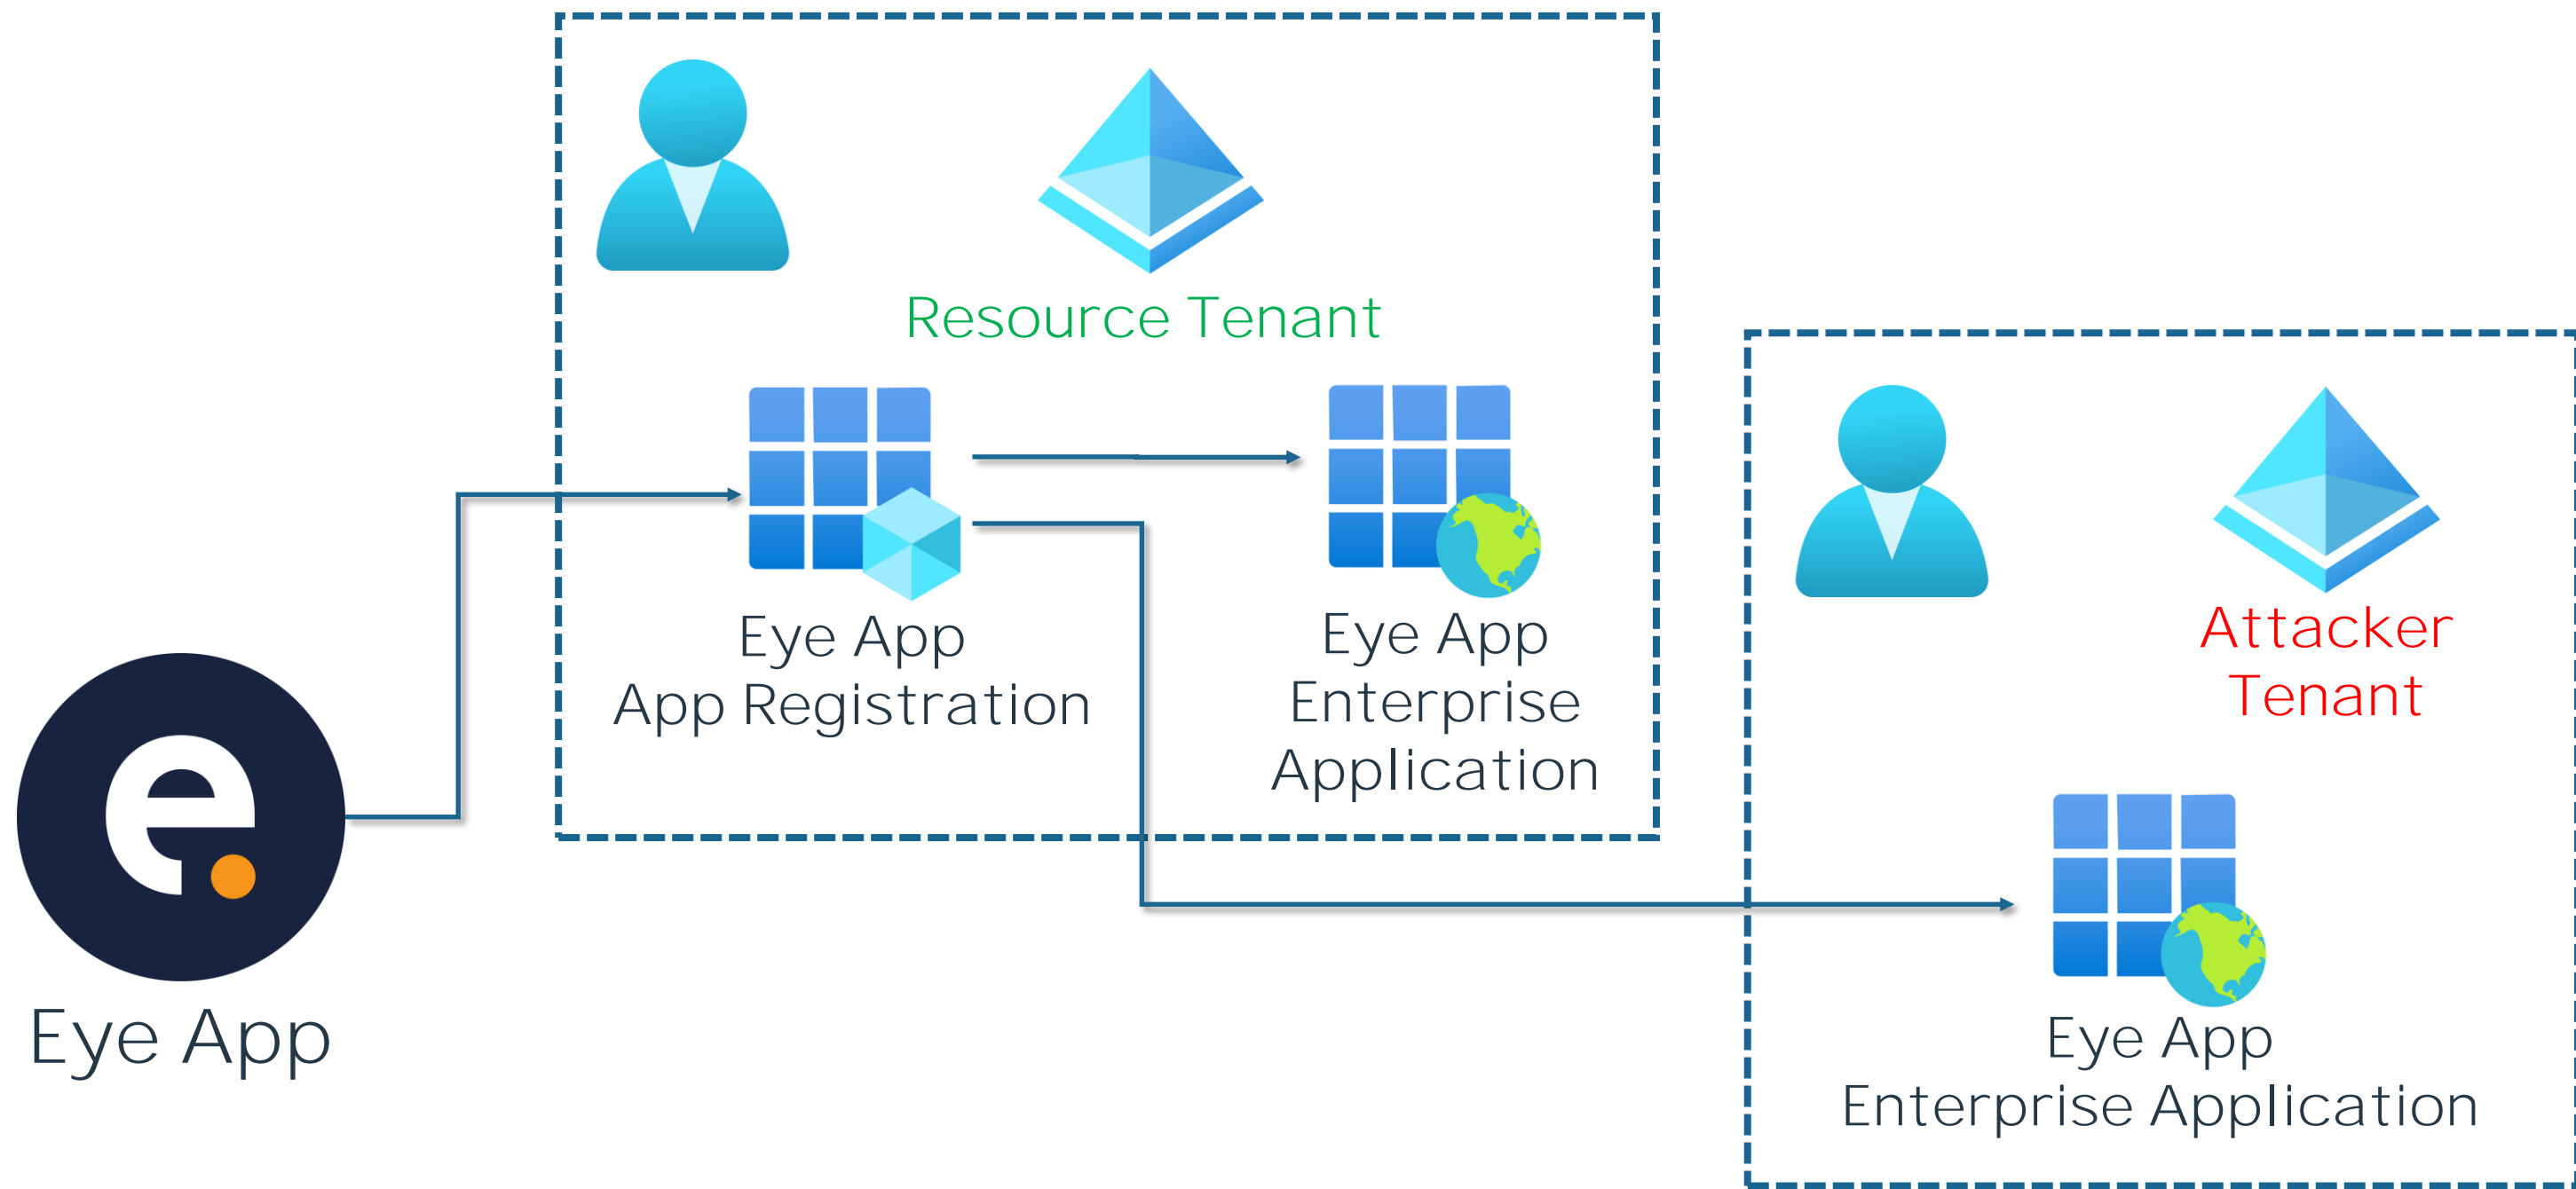 Resource Tenant
Eye App
App Registration
Eye App
Enterprise
Application
Attacker
Tenant
e.
Eye App
Eye App
Enterprise Application